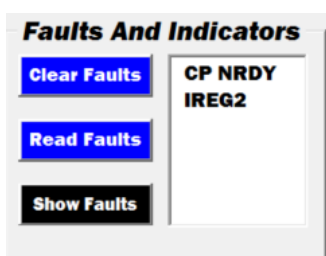 Faults And Indicators
Clear Faults
CP NRDY
IREG2
Read Faults
Show Faults